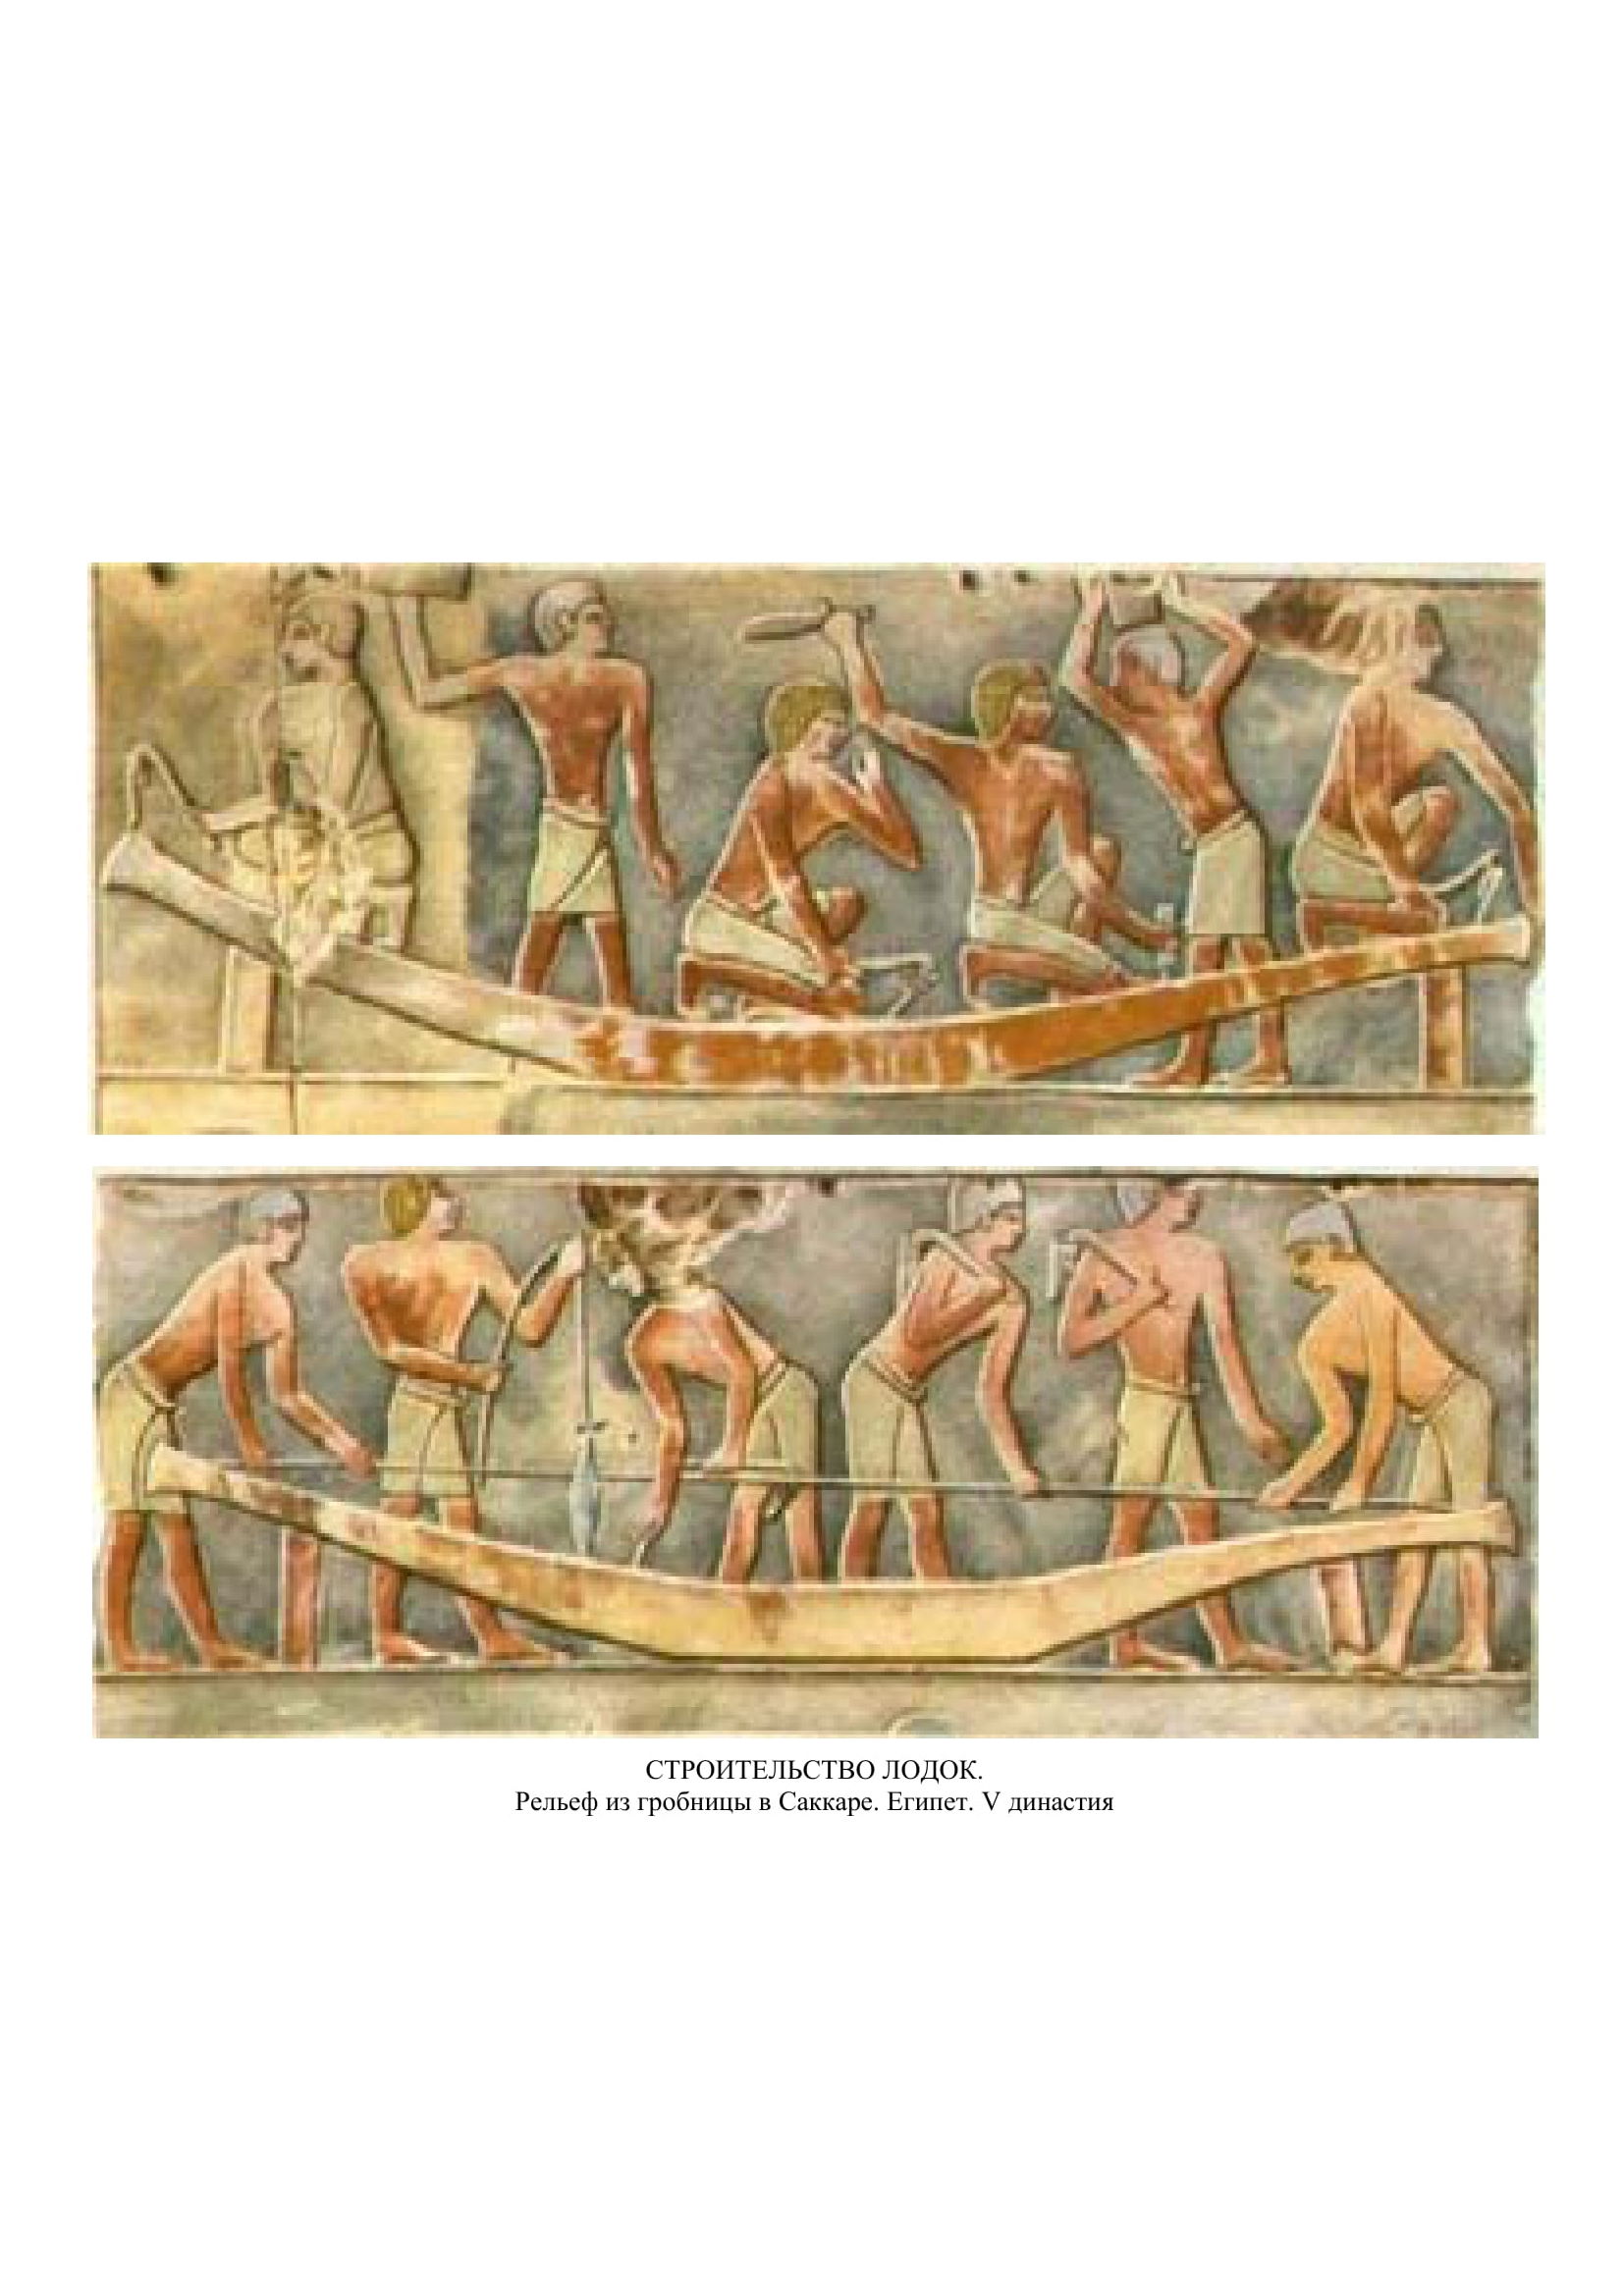 СТРОИТЕЛЬСТВО ЛОДОК.
Рельеф из гробницы в Саккаре. Египет. V династия